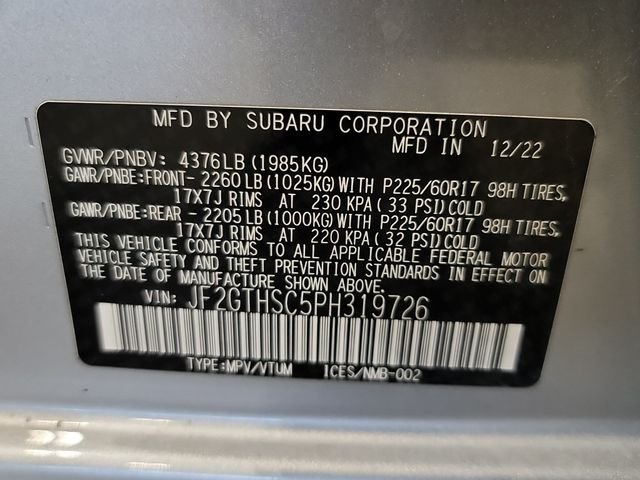 MFD BY SUBARU CORPORATION
MFD IN 12/22
GVWR/PNBV: 4376LB(1985KG)
GAWR/PNBE:FRONT-2260LB(1025KG)WITH P225/60R17 98H TIRES,
17X7J RIMS AT 230 KPA(33 PSI)COLD
GAWR/PNBE:REAR -2205LB(1000KG)WITH P225/60R17 98H TIRES,
17X7J RIMS AT 220 KPA(32 PSI)COLD
THIS VEHICLE CONFORMS TO ALL APPLICABLE FEDERAL MOTOR
VEHICLE SAFETY AND THEFT PREVENTION STANDARDS IN EFFECT ON
THE DATE OF MANUFACTURE SHOWN ABOVE.
VIN: JF2GTHSC5PH319726
TYPE:MPV/VTUM 1CES/NMB-002